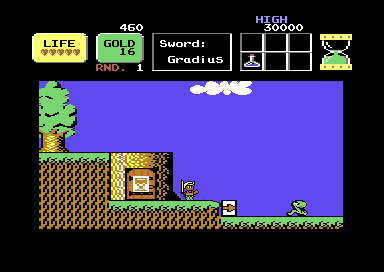 460
HIGH
30000
LIFE
GOLD
16
RND. 1
Sword:
Gradius